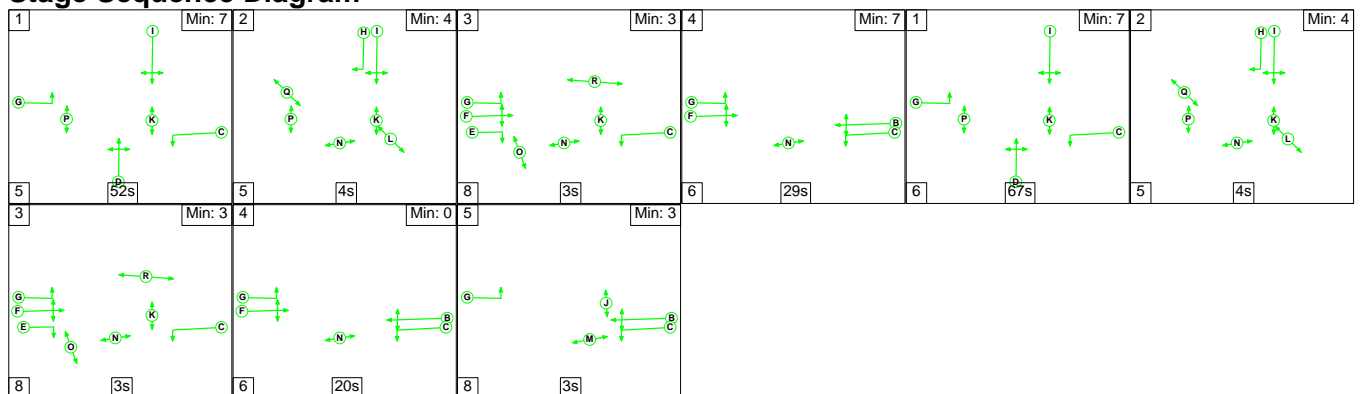 Stage Sequence Diagram
1 Min: 7 2 Min: 4 3 Min: 3 4 Min: 7 1 Min: 7 2 Min: 4
I H I I H I
Q R Q
G P K C P K G F E K C G F B C G P K C P K
N L O N N N L
D D
5 52s 5 4s 8 3s 6 29s 6 67s 5 4s
3 Min: 3 4 Min: 0 5 Min: 3
R
G F E K C G F B C G J B C
O N N M
8 3s 6 20s 8 3s